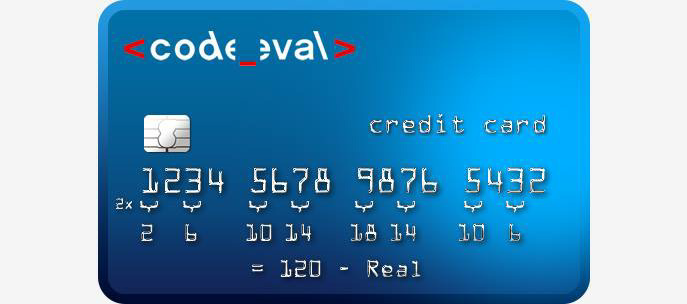 <code_eval>
credit card
1234 5678 9876 5432
2x
2 6 10 14 18 14 10 6
= 120 - Real